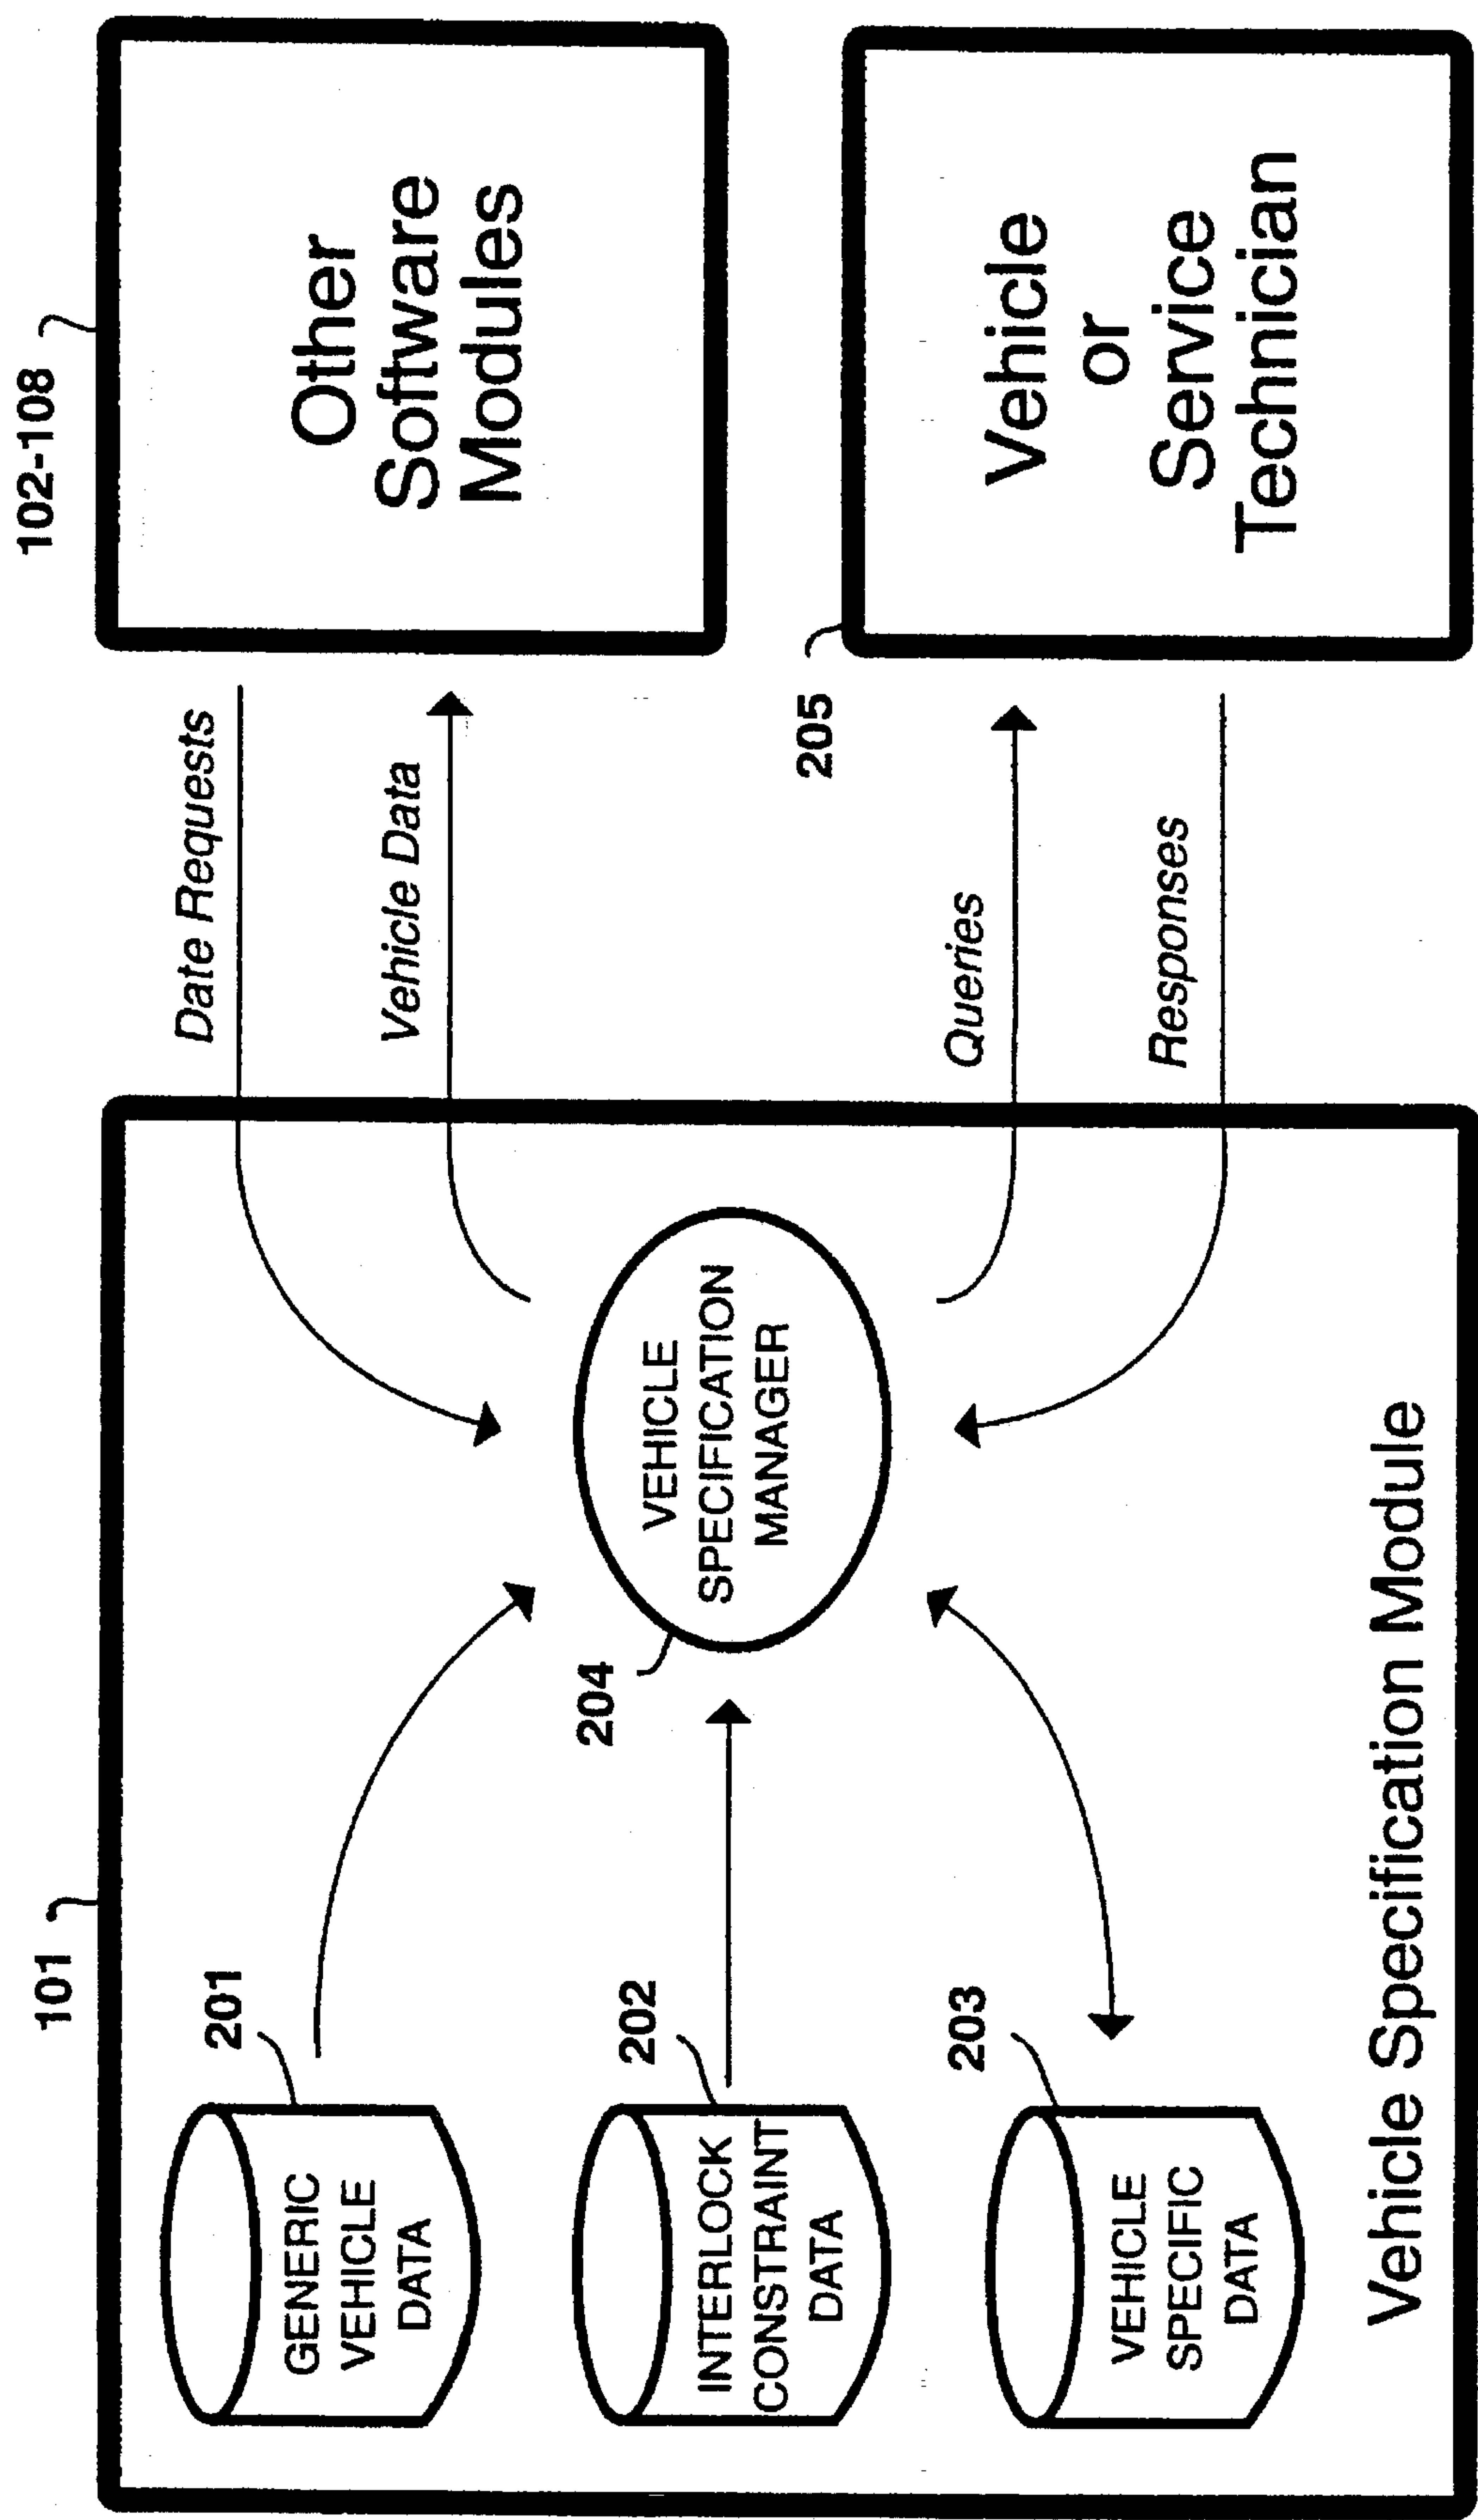 101
201
GENERIC
VEHICLE
DATA
202
INTERLOCK
CONSTRAINT
DATA
203
VEHICLE
SPECIFIC
DATA
204
VEHICLE
SPECIFICATION
MANAGER
Vehicle Specification Module
Date Requests
Vehicle Data
Queries
Responses
102-108
Other
Software
Modules
205
Vehicle
or
Service
Technician